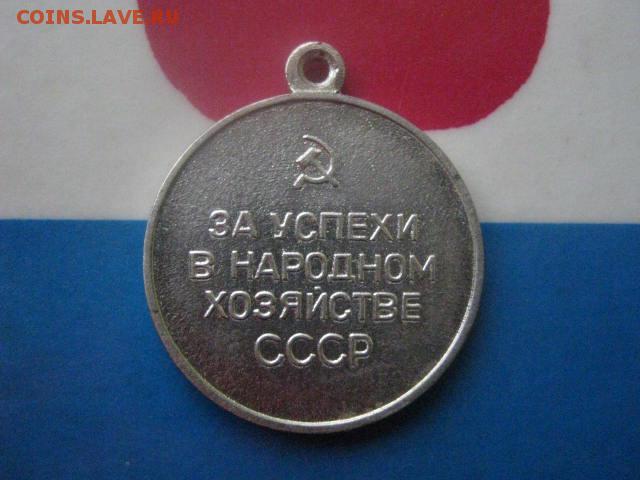 COINS.LAVE.RU
ЗА УСПЕХИ
В НАРОДНОМ
ХОЗЯЙСТВЕ
СССР